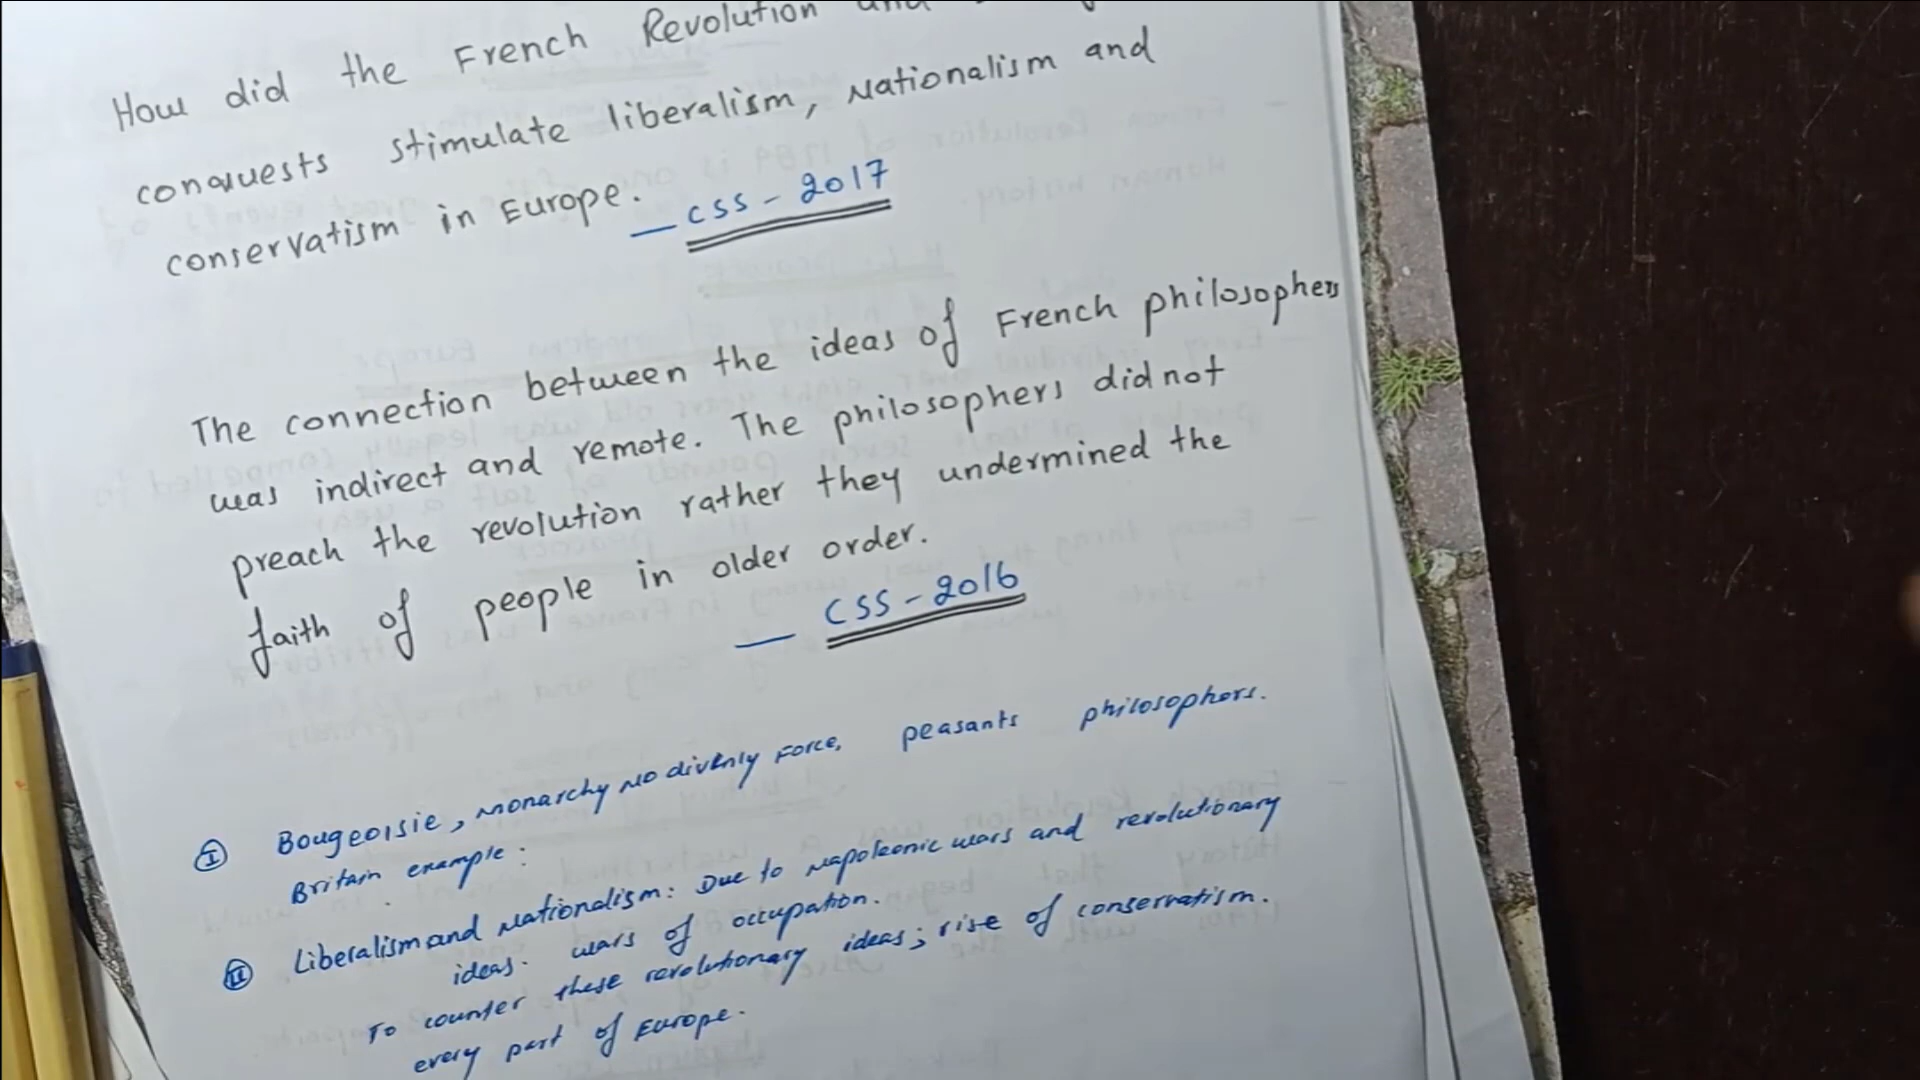 How did the French Revolution and
conquests stimulate liberalism, Nationalism and
conservatism in Europe. — CSS - 2017
The connection between the ideas of French philosophers
was indirect and remote. The philosophers did not
preach the revolution rather they undermined the
faith of people in older order.
— CSS - 2016
I Bougeoisie, Monarchy No divinly Force, peasants philosophers.
Britain example:
II Liberalism and Nationalism: Due to Napoleonic wars and revolutionary
ideas. wars of occupation.
To counter these revolutionary ideas; rise of conservatism.
every part of Europe.